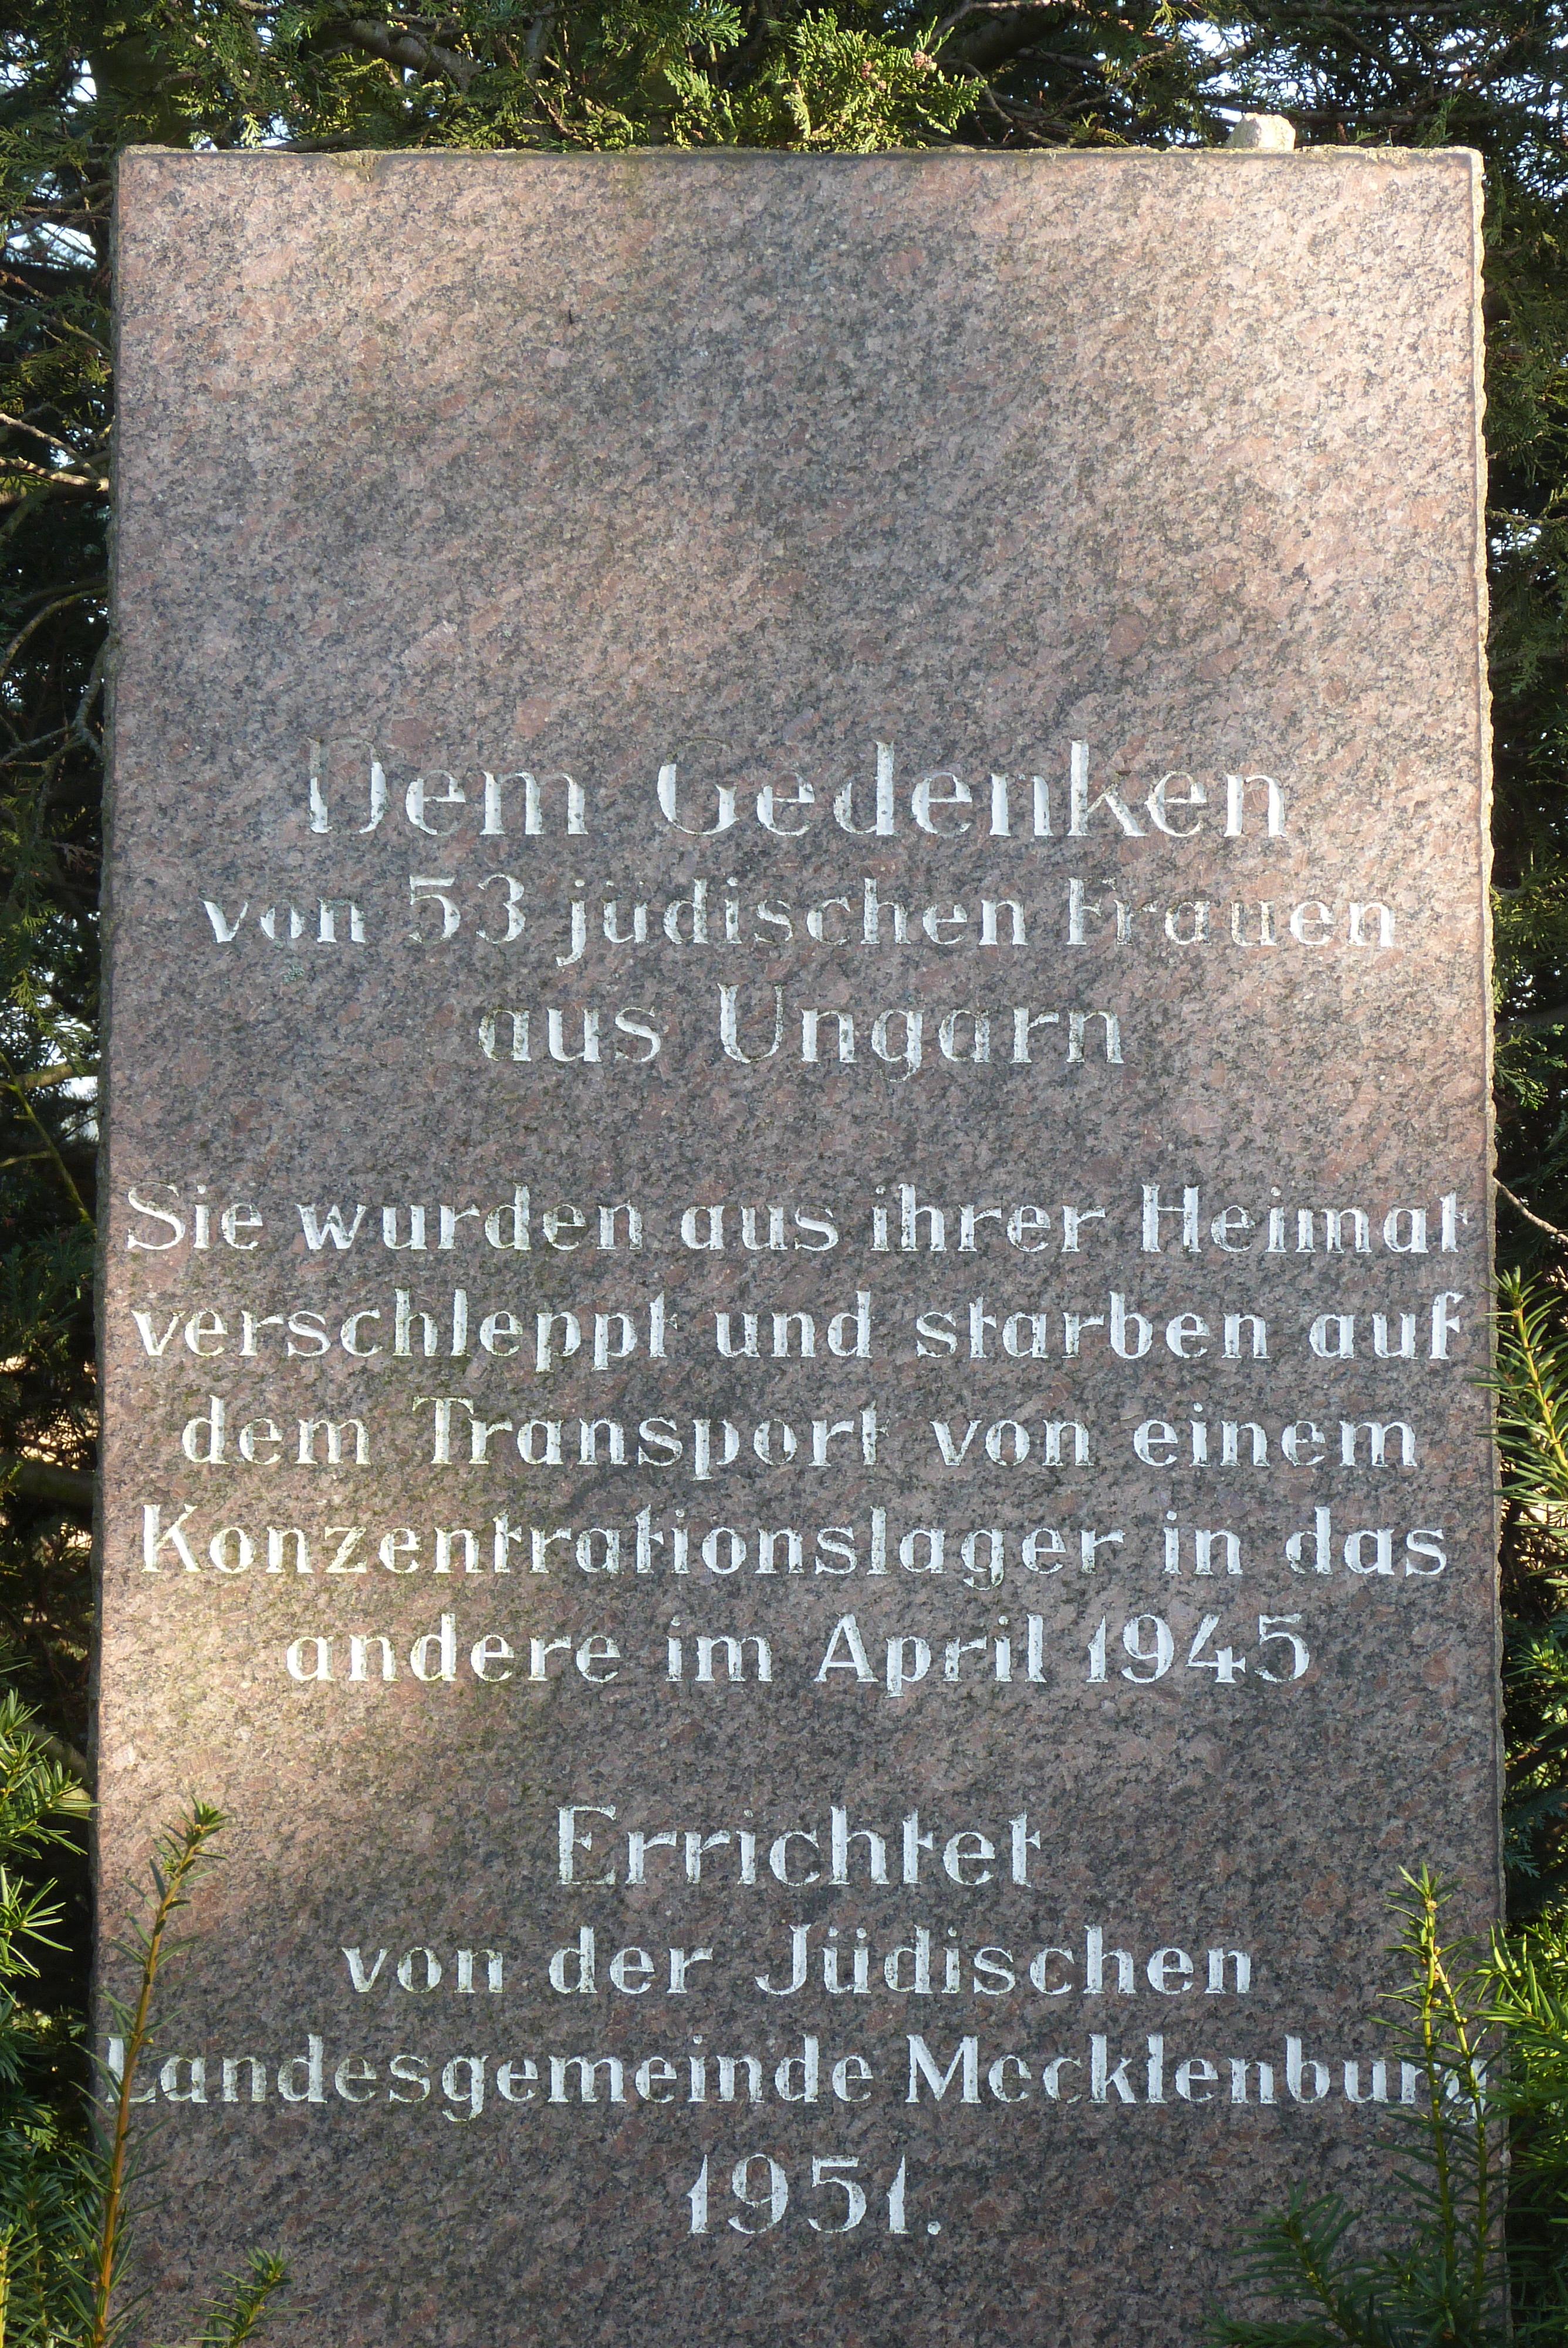 Dem Gedenken
von 53 jüdischen Frauen
aus Ungarn
Sie wurden aus ihrer Heimat
verschleppt und starben auf
dem Transport von einem
Konzentrationslager in das
andere im April 1945
Errichtet
von der Jüdischen
Landesgemeinde Mecklenburg
1951.